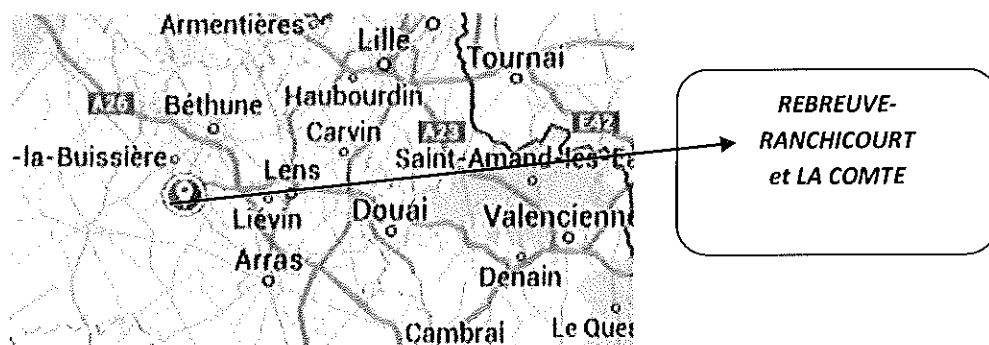 Armentières
Lille
Tournai
A26
Béthune
Haubourdin
Carvin
A23
E42
-la-Buissière
Saint-Amand-les-E
Lens
Liévin
Douai
Valencienn
Arras
Denain
Cambrai
Le Que
REBREUVE-
RANCHICOURT
et LA COMTE